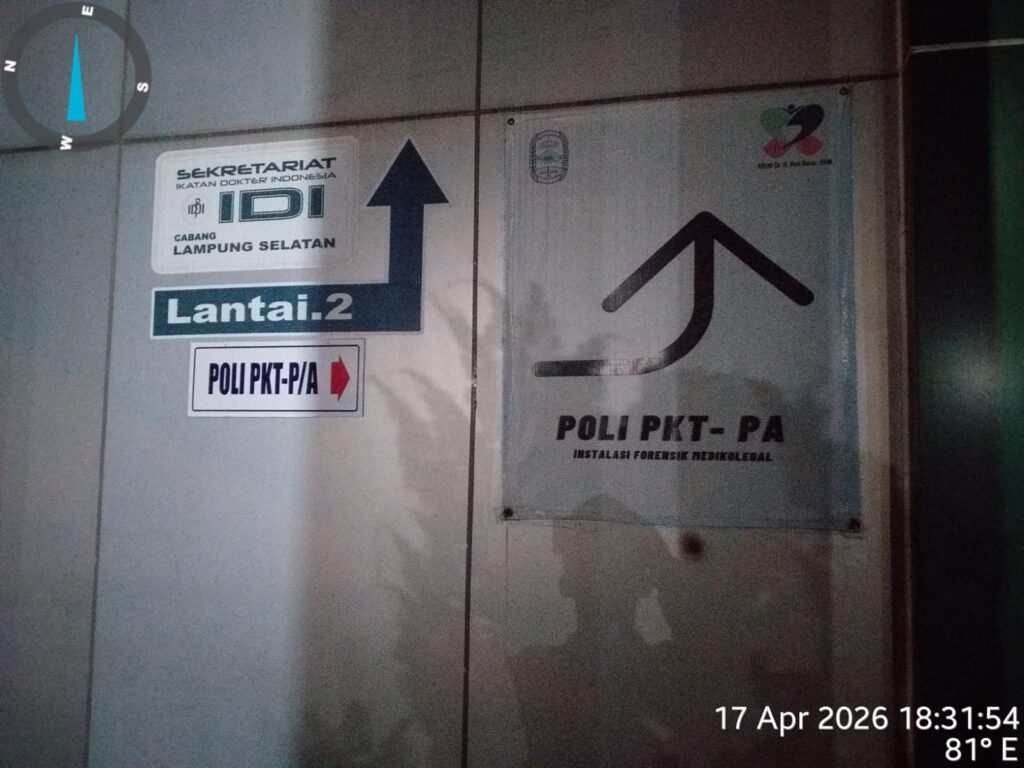 E
N
S
W
SEKRETARIAT
IKATAN DOKTER INDONESIA
IDI
CABANG
LAMPUNG SELATAN
Lantai.2
POLI PKT-P/A
POLI PKT- PA
INSTALASI FORENSIK MEDIKOLEGAL
17 Apr 2026 18:31:54
81° E